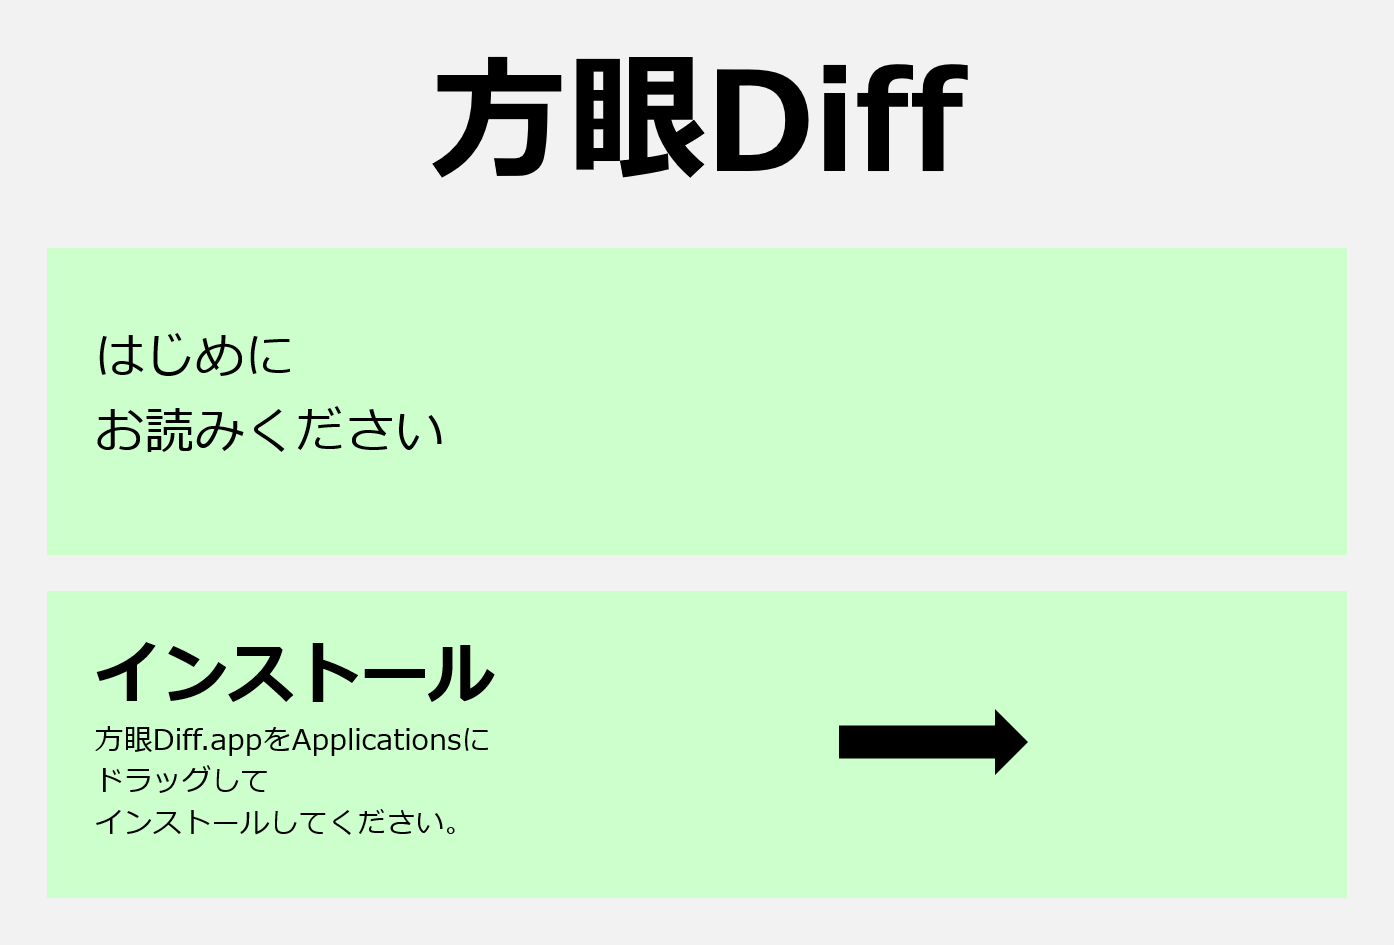 方眼Diff
はじめに
お読みください
インストール
方眼Diff.appをApplicationsに
ドラッグして
インストールしてください。